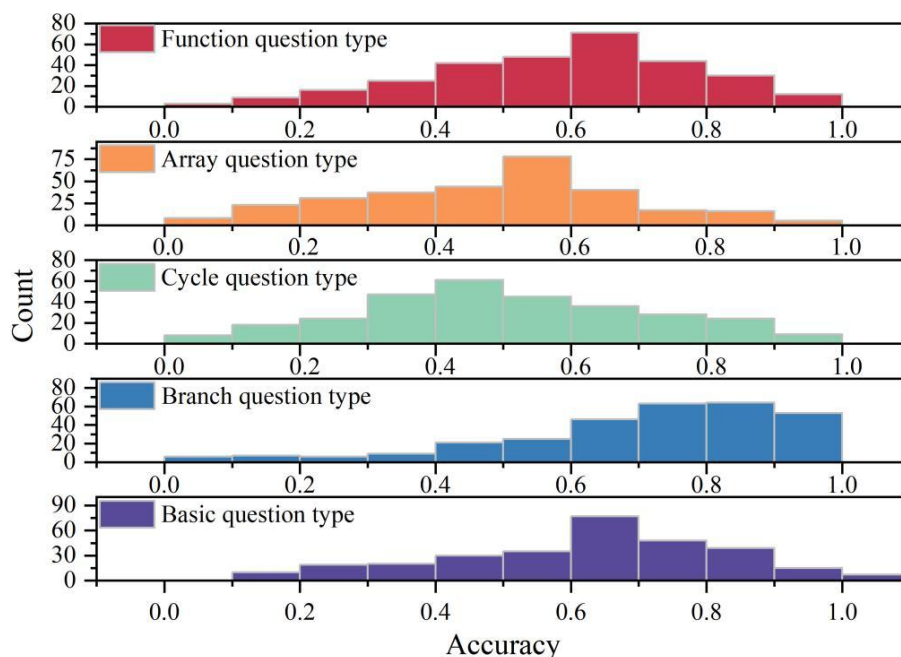 80
60
40
20
0
Function question type
0.0 0.2 0.4 0.6 0.8 1.0
75
50
25
0
Array question type
0.0 0.2 0.4 0.6 0.8 1.0
80
60
40
20
0
Cycle question type
0.0 0.2 0.4 0.6 0.8 1.0
Count
80
60
40
20
0
Branch question type
0.0 0.2 0.4 0.6 0.8 1.0
90
60
30
0
Basic question type
0.0 0.2 0.4 0.6 0.8 1.0
Accuracy